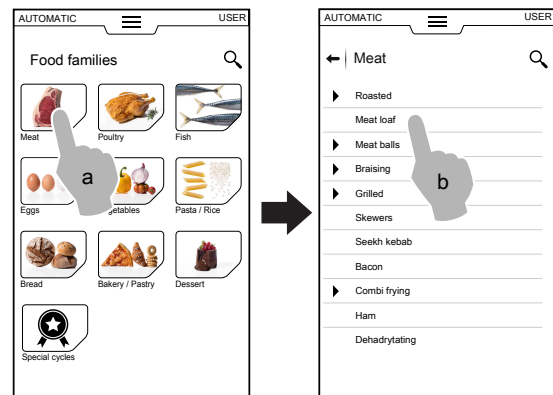 AUTOMATIC USER
Food families
Meat Poultry Fish
a
Eggs getables Pasta / Rice
Bread Bakery / Pastry Dessert
Special cycles
AUTOMATIC USER
Meat
Roasted
Meat loaf
Meat balls
Braising
b
Grilled
Skewers
Seekh kebab
Bacon
Combi frying
Ham
Dehadrytating